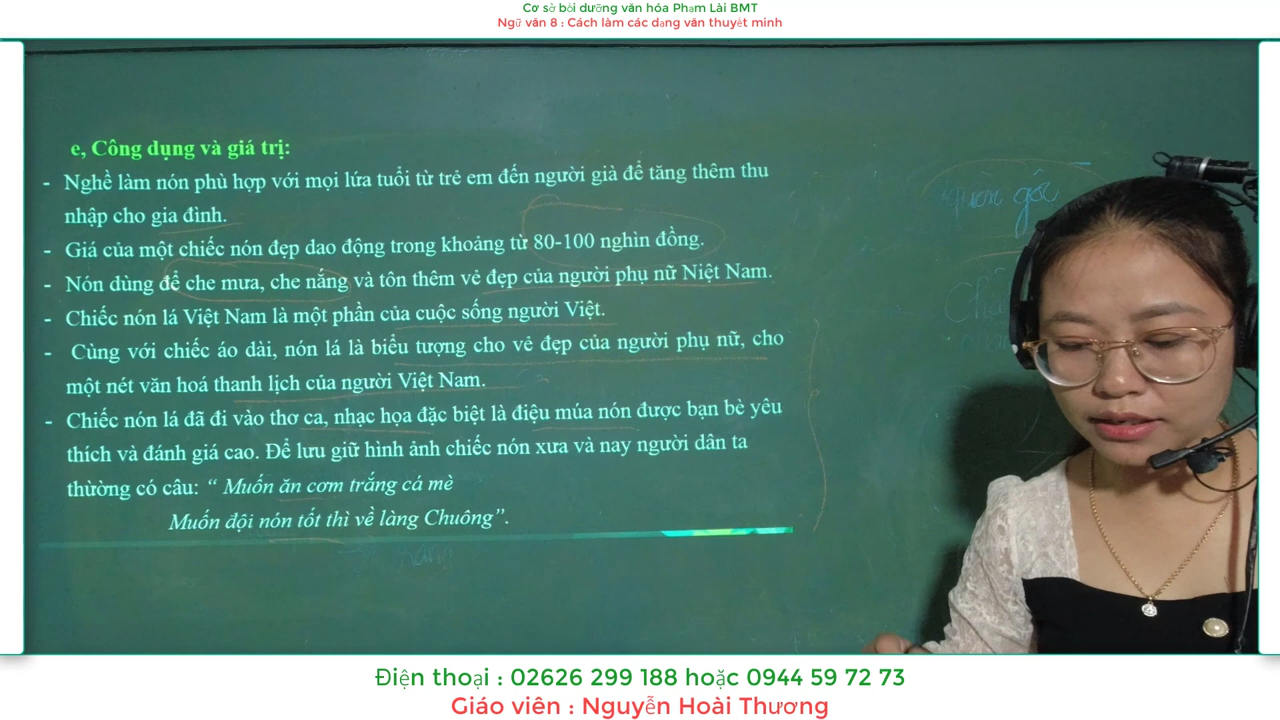 Cơ sở bồi dưỡng văn hóa Phạm Lài BMT
Ngữ văn 8 : Cách làm các dạng văn thuyết minh
e, Công dụng và giá trị:
- Nghề làm nón phù hợp với mọi lứa tuổi từ trẻ em đến người già để tăng thêm thu
nhập cho gia đình.
- Giá của một chiếc nón đẹp dao động trong khoảng từ 80-100 nghìn đồng.
- Nón dùng để che mưa, che nắng và tôn thêm vẻ đẹp của người phụ nữ Niệt Nam.
- Chiếc nón lá Việt Nam là một phần của cuộc sống người Việt.
- Cùng với chiếc áo dài, nón lá là biểu tượng cho vẻ đẹp của người phụ nữ, cho
một nét văn hoá thanh lịch của người Việt Nam.
- Chiếc nón lá đã đi vào thơ ca, nhạc họa đặc biệt là điệu múa nón được bạn bè yêu
thích và đánh giá cao. Để lưu giữ hình ảnh chiếc nón xưa và nay người dân ta
thường có câu: “ Muốn ăn cơm trắng cá mè
Muốn đội nón tốt thì về làng Chuông”.
gốc
Điện thoại : 02626 299 188 hoặc 0944 59 72 73
Giáo viên : Nguyễn Hoài Thương